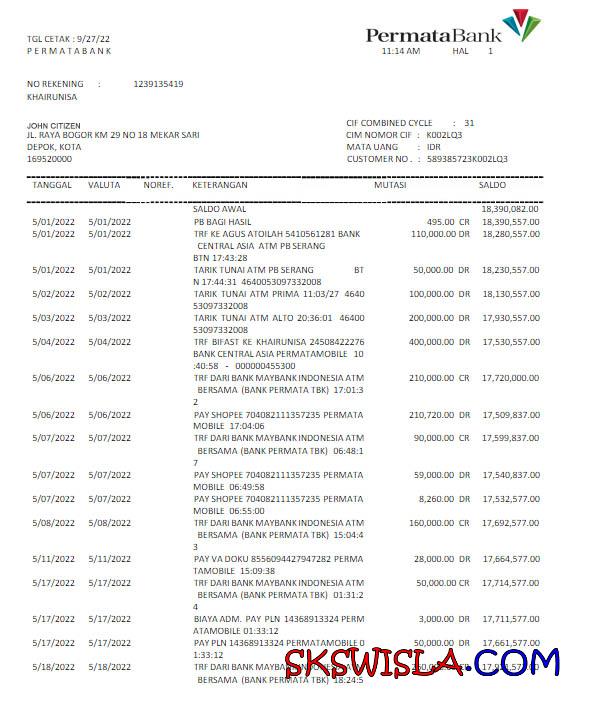 PermataBank
TGL CETAK : 9/27/22
P E R M A T A B A N K 11:14 AM HAL 1
NO REKENING : 1239135419
KHAIRUNISA
JOHN CITIZEN
JL. RAYA BOGOR KM 29 NO 18 MEKAR SARI
DEPOK, KOTA
169520000
CIF COMBINED CYCLE : 31
CIM NOMOR CIF : K002LQ3
MATA UANG : IDR
CUSTOMER NO . : 589385723K002LQ3
TANGGAL VALUTA NOREF. KETERANGAN MUTASI SALDO
SALDO AWAL 18,390,082.00
5/01/2022 5/01/2022 PB BAGI HASIL 495.00 CR 18,390,557.00
5/01/2022 5/01/2022 TRF KE AGUS ATOILAH 5410561281 BANK 110,000.00 DR 18,280,557.00
CENTRAL ASIA ATM PB SERANG
BTN 17:43:28
5/01/2022 5/01/2022 TARIK TUNAI ATM PB SERANG BT 50,000.00 DR 18,230,557.00
N 17:44:31 4640053097332008
5/02/2022 5/02/2022 TARIK TUNAI ATM PRIMA 11:03/27 4640 100,000.00 DR 18,130,557.00
53097332008
5/03/2022 5/03/2022 TARIK TUNAI ATM ALTO 20:36:01 46400 200,000.00 DR 17,930,557.00
53097332008
5/04/2022 5/04/2022 TRF BIFAST KE KHAIRUNISA 24508422276 400,000.00 DR 17,530,557.00
BANK CENTRAL ASIA PERMATAMOBILE 10
:40:58 - 000000455300
5/06/2022 5/06/2022 TRF DARI BANK MAYBANK INDONESIA ATM 210,000.00 CR 17,720,000.00
BERSAMA (BANK PERMATA TBK) 17:01:3
2
5/06/2022 5/06/2022 PAY SHOPEE 704082111357235 PERMATA 210,720.00 DR 17,509,837.00
MOBILE 17:04:06
5/07/2022 5/07/2022 TRF DARI BANK MAYBANK INDONESIA ATM 90,000.00 CR 17,599,837.00
BERSAMA (BANK PERMATA TBK) 06:48:1
7
5/07/2022 5/07/2022 PAY SHOPEE 704082111357235 PERMATA 59,000.00 DR 17,540,837.00
MOBILE 06:49:58
5/07/2022 5/07/2022 PAY SHOPEE 704082111357235 PERMATA 8,260.00 DR 17,532,577.00
MOBILE 06:55:00
5/08/2022 5/08/2022 TRF DARI BANK MAYBANK INDONESIA ATM 160,000.00 CR 17,692,577.00
BERSAMA (BANK PERMATA TBK) 15:04:4
3
5/11/2022 5/11/2022 PAY VA DOKU 8556094427947282 PERMA 28,000.00 DR 17,664,577.00
TAMOBILE 15:09:38
5/17/2022 5/17/2022 TRF DARI BANK MAYBANK INDONESIA ATM 50,000.00 CR 17,714,577.00
BERSAMA (BANK PERMATA TBK) 01:31:2
4
5/17/2022 5/17/2022 BIAYA ADM. PAY PLN 14368913324 PERM 3,000.00 DR 17,711,577.00
ATAMOBILE 01:33:12
5/17/2022 5/17/2022 PAY PLN 14368913324 PERMATAMOBILE 0 50,000.00 DR 17,661,577.00
1:33:12
5/18/2022 5/18/2022 TRF DARI BANK MAYBANK
BERSAMA (BANK PERMATA TBK) 18:24:5
SKSWISLA.COM